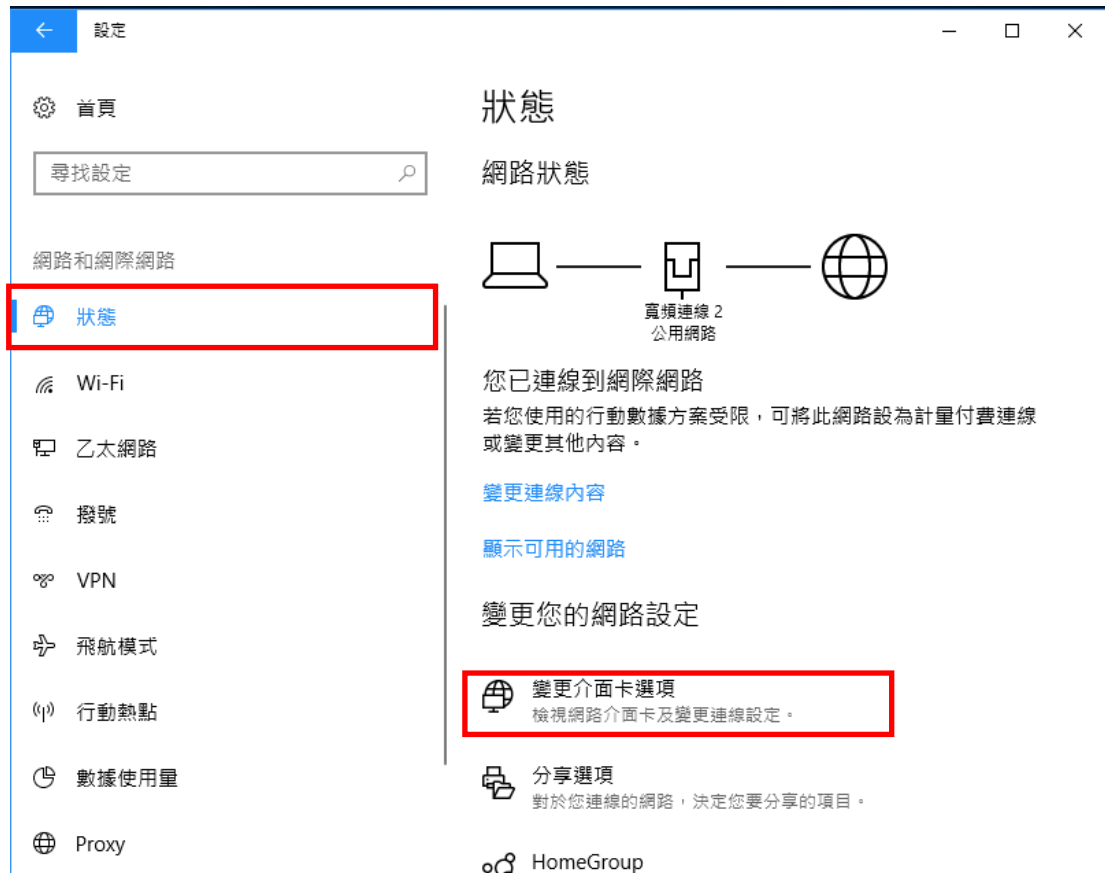 設定
首頁
尋找設定
網路和網際網路
狀態
Wi-Fi
乙太網路
撥號
VPN
飛航模式
行動熱點
數據使用量
Proxy
狀態
網路狀態
寬頻連線 2
公用網路
您已連線到網際網路
若您使用的行動數據方案受限，可將此網路設為計量付費連線
或變更其他內容。
變更連線內容
顯示可用的網路
變更您的網路設定
變更介面卡選項
檢視網路介面卡及變更連線設定。
分享選項
對於您連線的網路，決定您要分享的項目。
HomeGroup